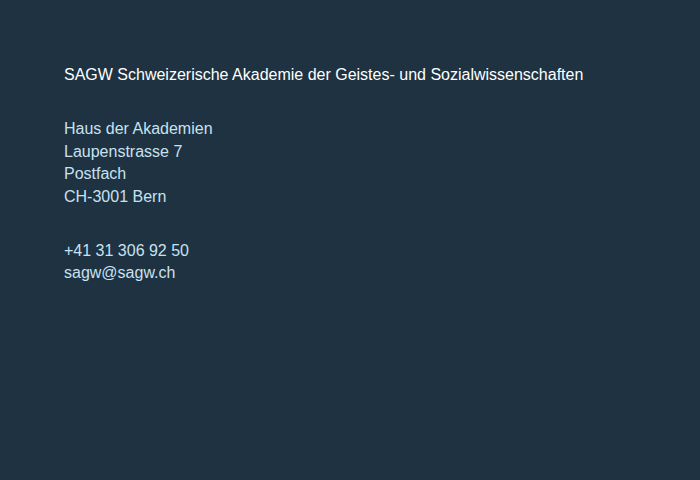 SAGW Schweizerische Akademie der Geistes- und Sozialwissenschaften
Haus der Akademien
Laupenstrasse 7
Postfach
CH-3001 Bern
+41 31 306 92 50
sagw@sagw.ch